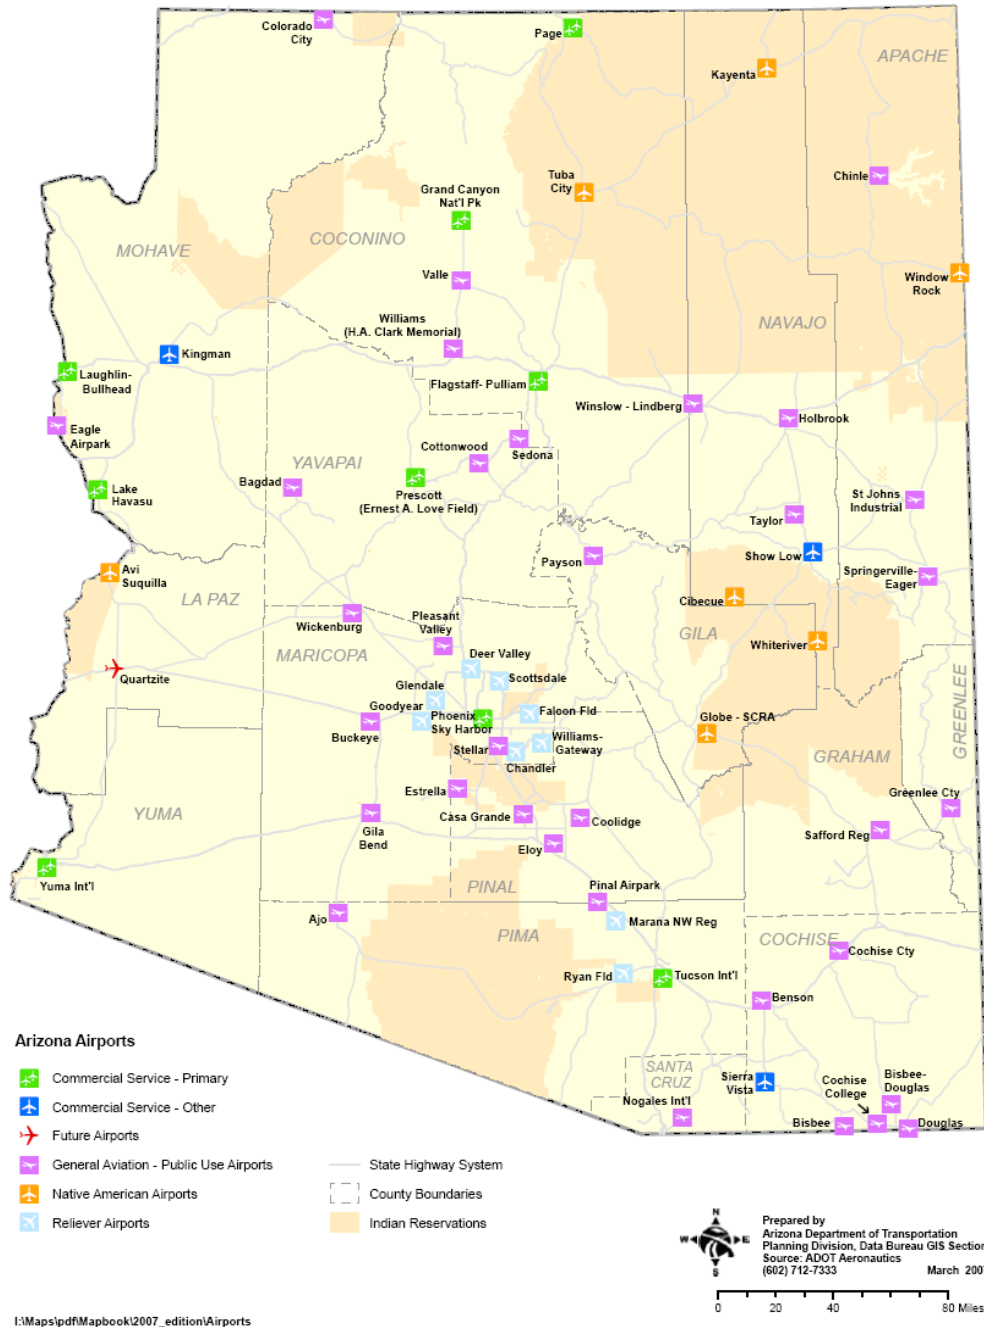 Colorado
City
Page
APACHE
Kayenta
Tuba
City
Chinle
Grand Canyon
Nat'l Pk
MOHAVE
COCONINO
Valle
Window
Rock
Williams
(H.A. Clark Memorial)
NAVAJO
Kingman
Laughlin-
Bullhead
Flagstaff- Pulliam
Winslow - Lindberg
Holbrook
Eagle
Airpark
Cottonwood
Sedona
YAVAPAI
Bagdad
Lake
Havasu
Prescott
(Ernest A. Love Field)
St Johns
Industrial
Taylor
Show Low
Payson
Springerville-
Eager
Avi
Suquilla
LA PAZ
Cibecue
Wickenburg
Pleasant
Valley
GILA
Whiteriver
MARICOPA
Deer Valley
Quartzite
Scottsdale
Glendale
Goodyear
Phoenix
Sky Harbor
Falcon Fld
Globe - SCRA
GREENLEE
Buckeye
Stellar
Williams-
Gateway
Chandler
GRAHAM
Estrella
Greenlee Cty
YUMA
Casa Grande
Coolidge
Gila
Bend
Safford Reg
Eloy
Yuma Int'l
PINAL
Pinal Airpark
Ajo
Marana NW Reg
PIMA
COCHISE
Cochise Cty
Ryan Fld
Tucson Int'l
Benson
SANTA
CRUZ
Sierra
Vista
Cochise
College
Bisbee-
Douglas
Nogales Int'l
Bisbee
Douglas
Arizona Airports
Commercial Service - Primary
Commercial Service - Other
Future Airports
General Aviation - Public Use Airports
Native American Airports
Reliever Airports
State Highway System
County Boundaries
Indian Reservations
N
W
E
S
Prepared by
Arizona Department of Transportation
Planning Division, Data Bureau GIS Section
Source: ADOT Aeronautics
(602) 712-7333 March 2007
0 20 40 80 Miles
I:\Maps\pdf\Mapbook\2007_edition\Airports